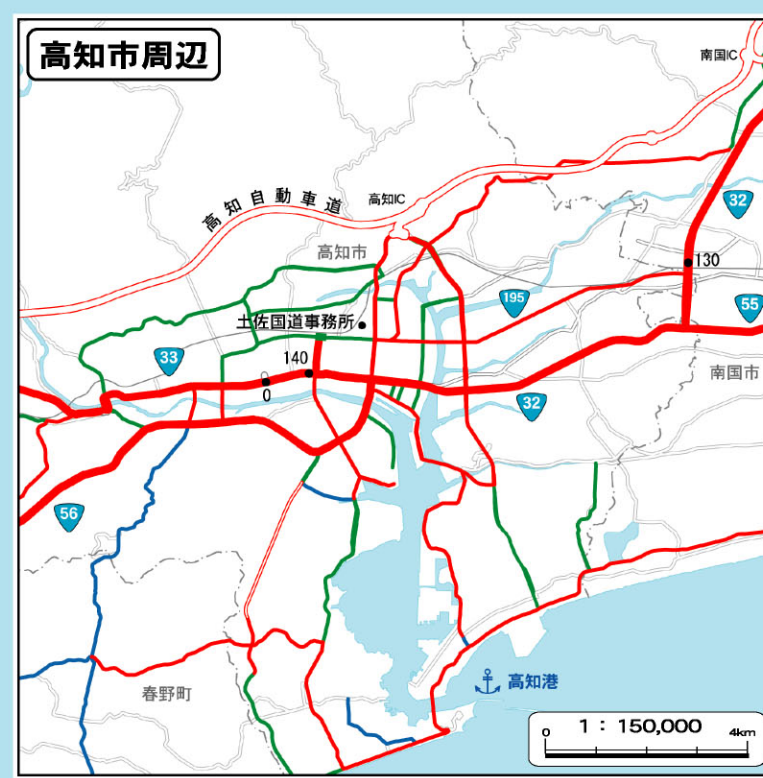 高知市周辺
南国IC
32
高知自動車道
高知IC
高知市
130
195
55
土佐国道事務所
33
140
0
南国市
32
56
春野町
高知港
1:150,000
0
4km